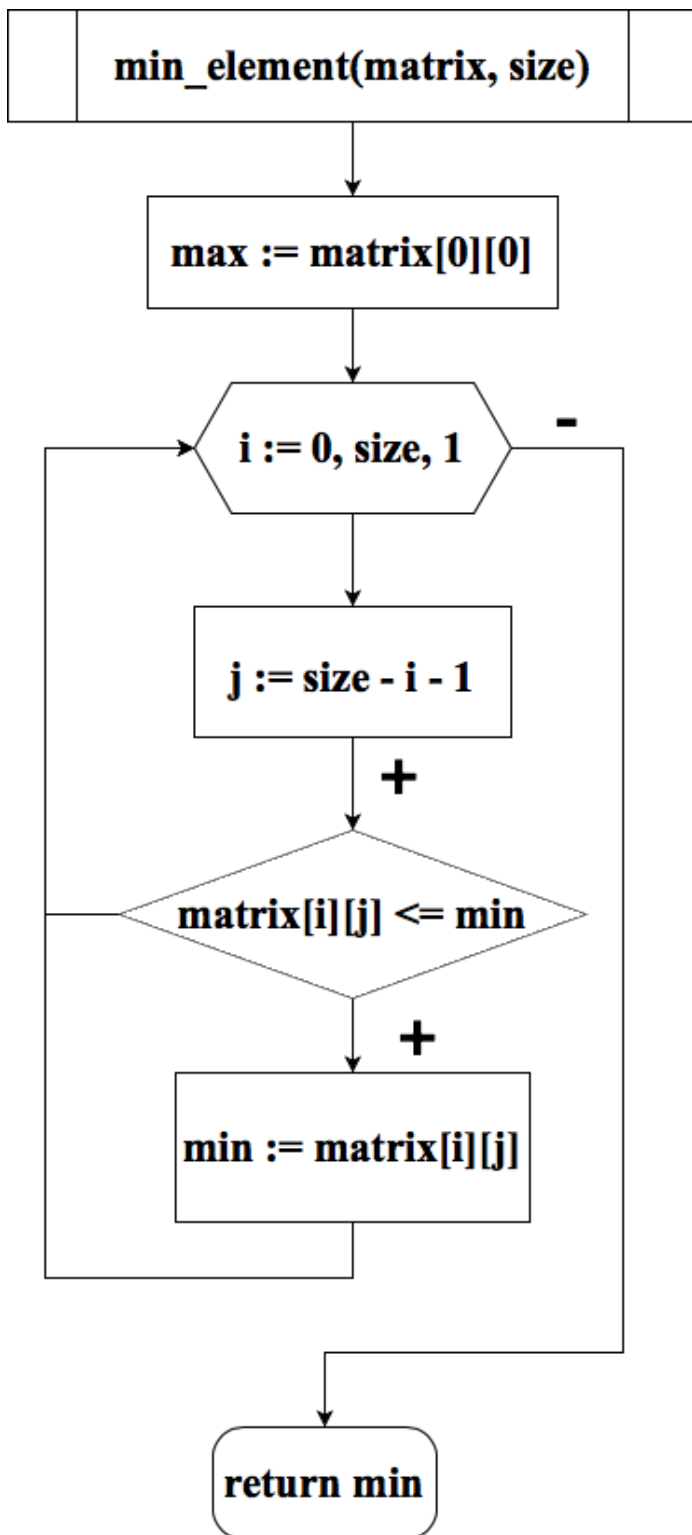 min_element(matrix, size)
max := matrix[0][0]
i := 0, size, 1
-
j := size - i - 1
+
matrix[i][j] <= min
+
min := matrix[i][j]
return min